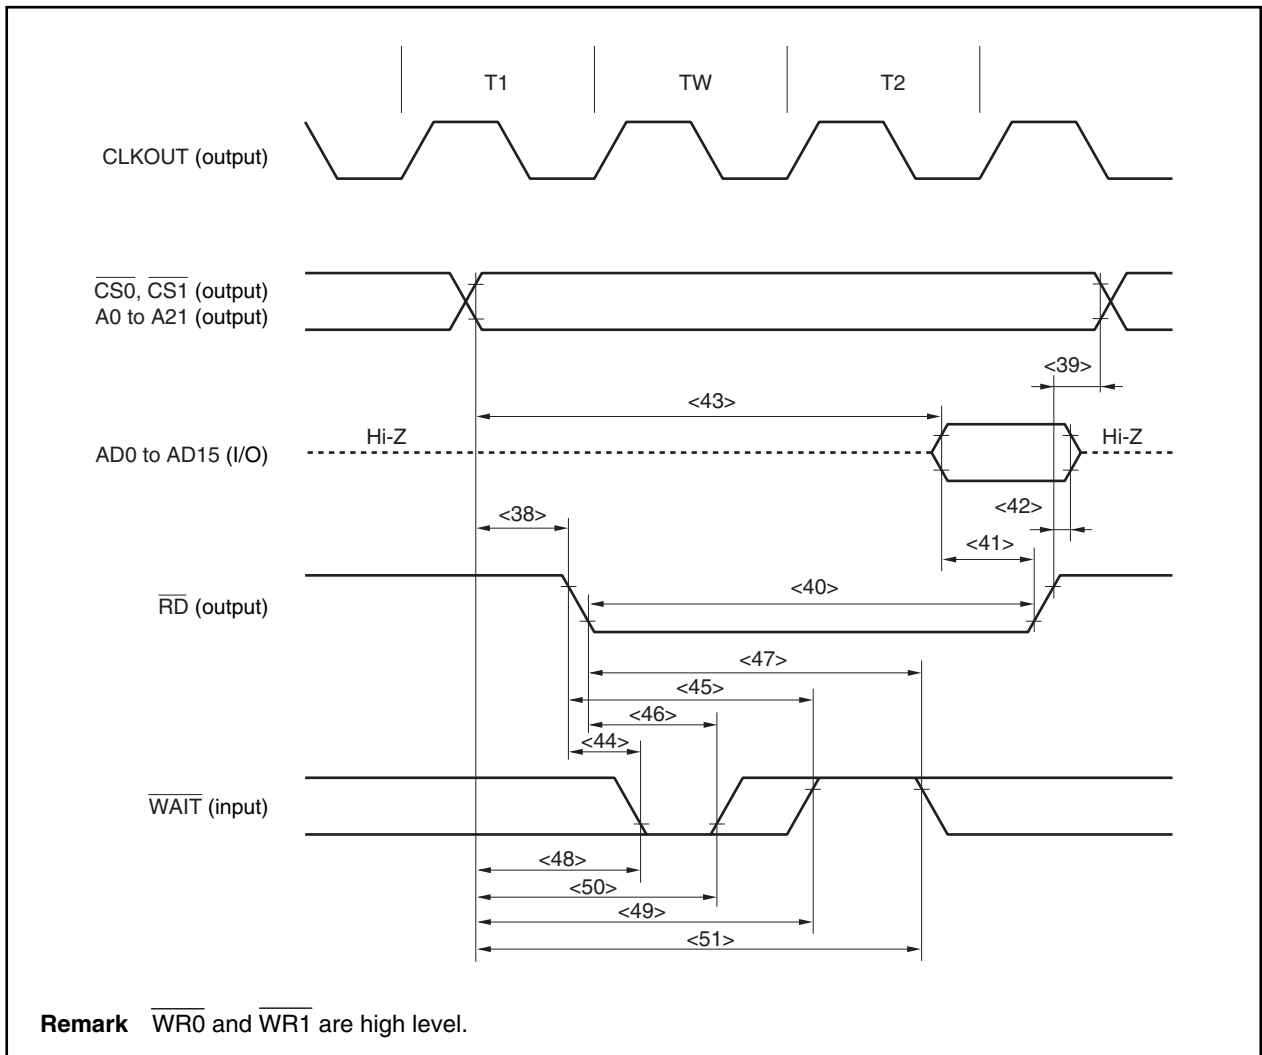 T1 TW T2
CLKOUT (output)
CS0, CS1 (output)
A0 to A21 (output)
<39>
<43>
Hi-Z Hi-Z
AD0 to AD15 (I/O)
<42>
<38>
<41>
<40>
RD (output)
<47>
<45>
<46>
<44>
WAIT (input)
<48>
<50>
<49>
<51>
Remark WR0 and WR1 are high level.